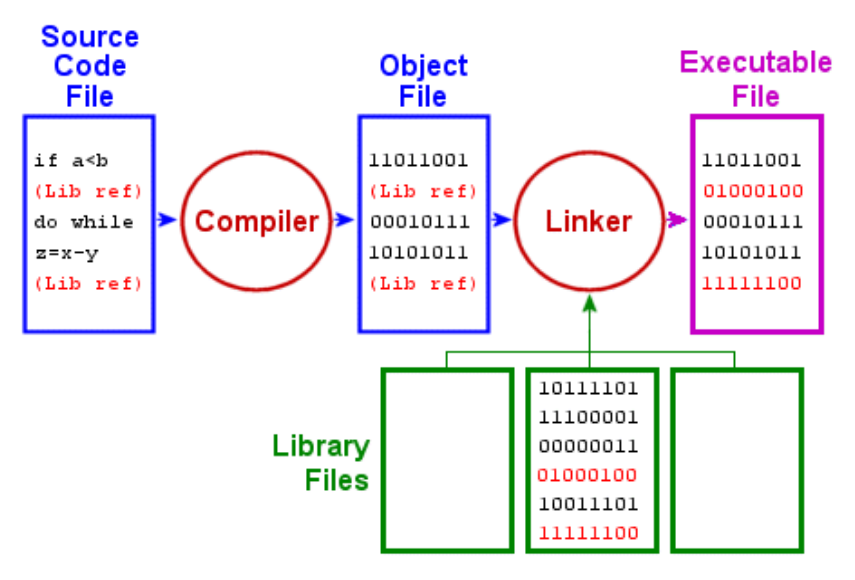 Source
Code
File
Object
File
Executable
File
if a<b
(Lib ref)
do while
z=x-y
(Lib ref)
Compiler
11011001
(Lib ref)
00010111
10101011
(Lib ref)
Linker
11011001
01000100
00010111
10101011
11111100
Library
Files
10111101
11100001
00000011
01000100
10011101
11111100